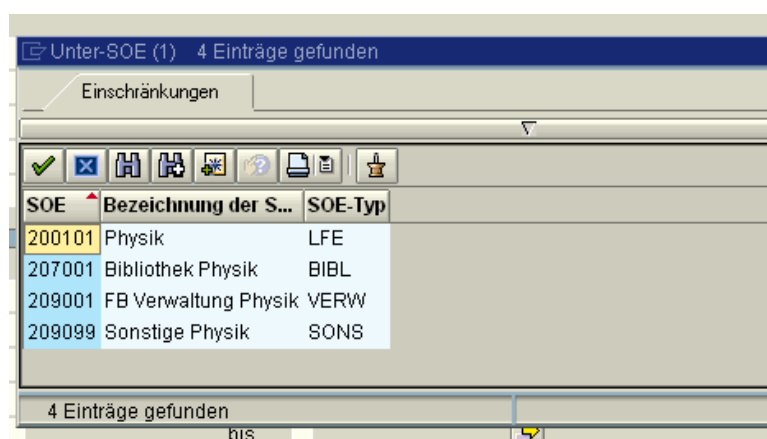 Unter-SOE (1) 4 Einträge gefunden
Einschränkungen
SOE Bezeichnung der S... SOE-Typ
200101 Physik LFE
207001 Bibliothek Physik BIBL
209001 FB Verwaltung Physik VERW
209099 Sonstige Physik SONS
4 Einträge gefunden
bis